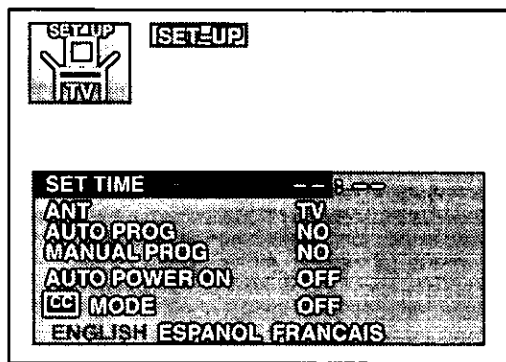 SET-UP SET-UP
TV
SET TIME – – : – –
ANT TV
AUTO PROG NO
MANUAL PROG NO
AUTO POWER ON OFF
CC MODE OFF
ENGLISH ESPANOL FRANCAIS